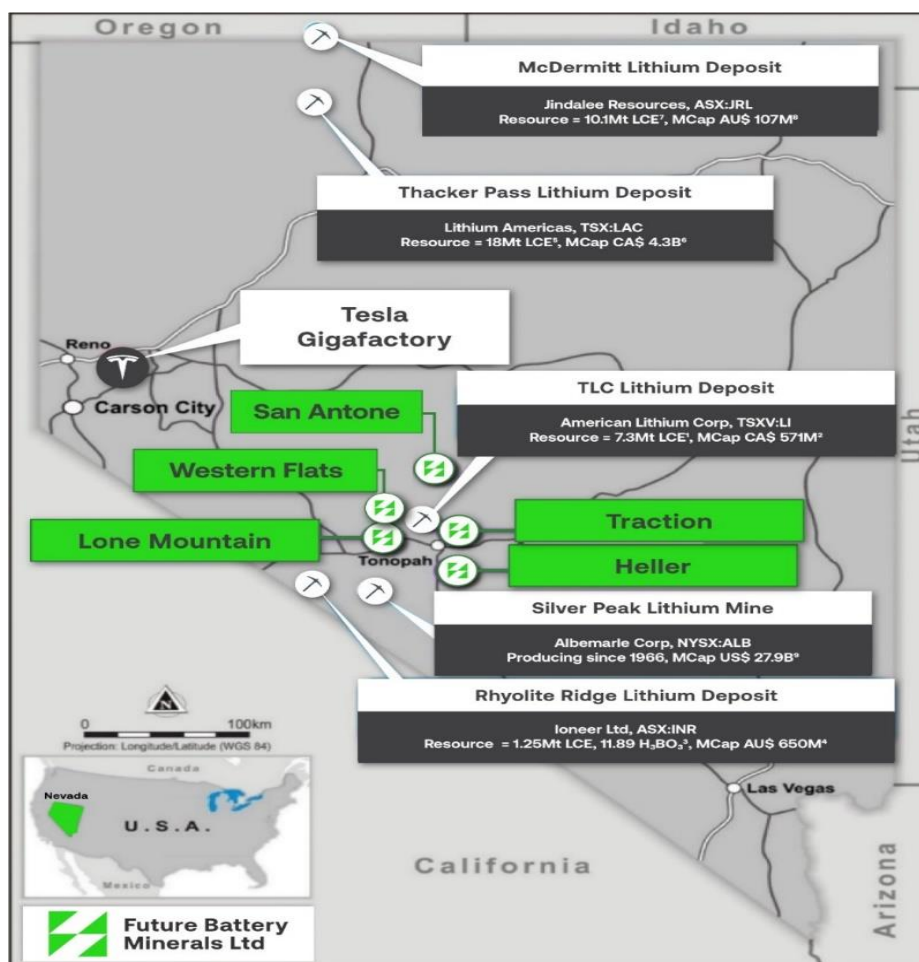 Oregon
Idaho
McDermitt Lithium Deposit
Jindalee Resources, ASX:JRL
Resource = 10.1Mt LCE⁷, MCap AU$ 107M⁸
Thacker Pass Lithium Deposit
Lithium Americas, TSX:LAC
Resource = 18Mt LCE⁵, MCap CA$ 4.3B⁶
Tesla
Gigafactory
Reno
Carson City
TLC Lithium Deposit
American Lithium Corp, TSXV:LI
Resource = 7.3Mt LCE¹, MCap CA$ 571M²
Utah
San Antone
Western Flats
Lone Mountain
Traction
Tonopah
Heller
Silver Peak Lithium Mine
Albemarle Corp, NYSX:ALB
Producing since 1966, MCap US$ 27.9B⁹
Rhyolite Ridge Lithium Deposit
Ioneer Ltd, ASX:INR
Resource = 1.25Mt LCE, 11.89 H₃BO₃³, MCap AU$ 650M⁴
N
0 100km
Projection: Longitude/Latitude (WGS 84)
Canada
Nevada
U.S.A.
Mexico
Las Vegas
California
Arizona
Future Battery
Minerals Ltd